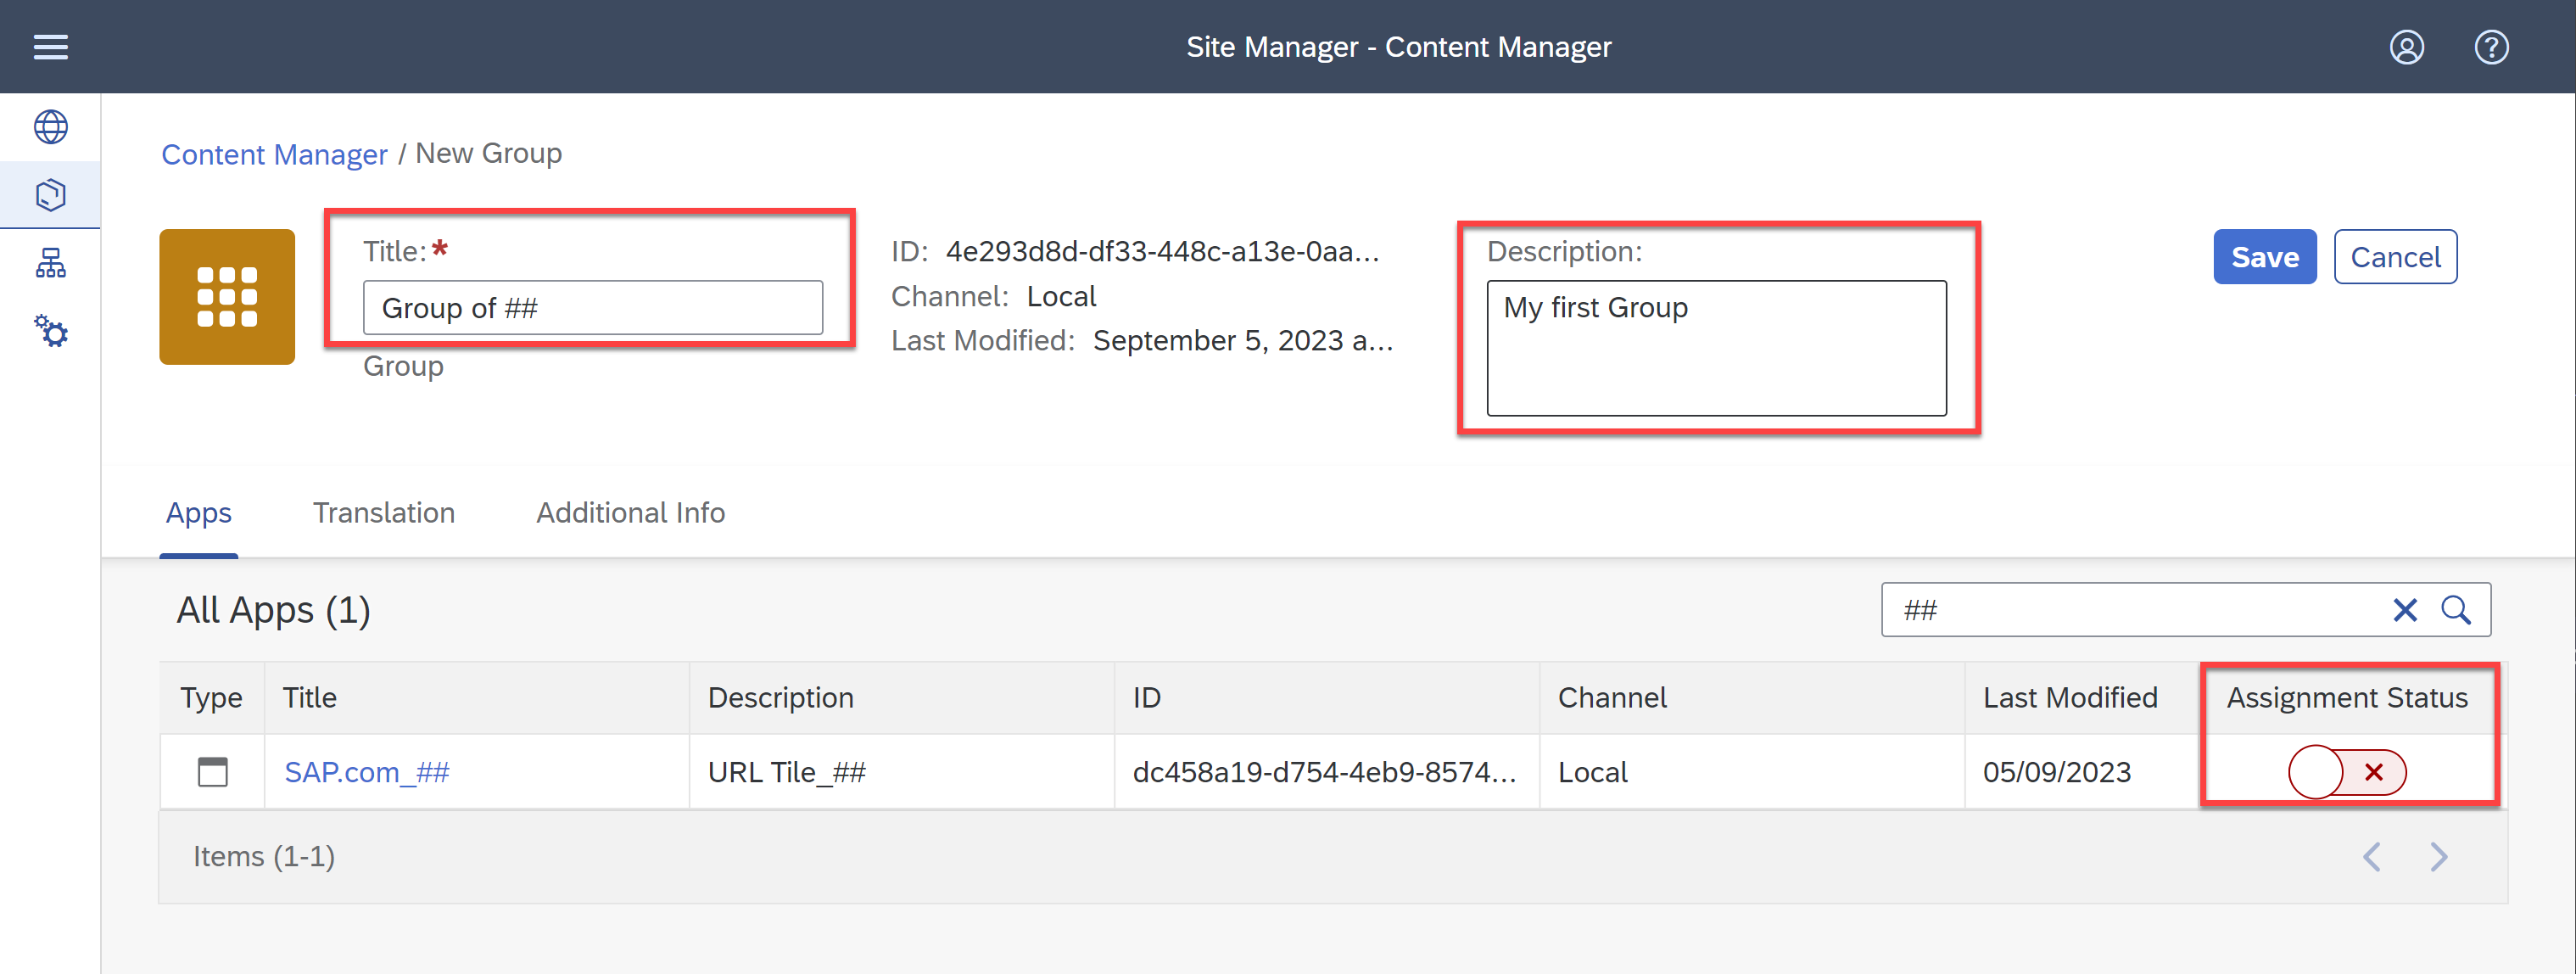 Site Manager - Content Manager
Content Manager / New Group
Title:*
Group of ##
Group
ID: 4e293d8d-df33-448c-a13e-0aa...
Channel: Local
Last Modified: September 5, 2023 a...
Description:
My first Group
Save
Cancel
Apps
Translation
Additional Info
All Apps (1)
##
Type Title Description ID Channel Last Modified Assignment Status
SAP.com_## URL Tile_## dc458a19-d754-4eb9-8574... Local 05/09/2023
Items (1-1)